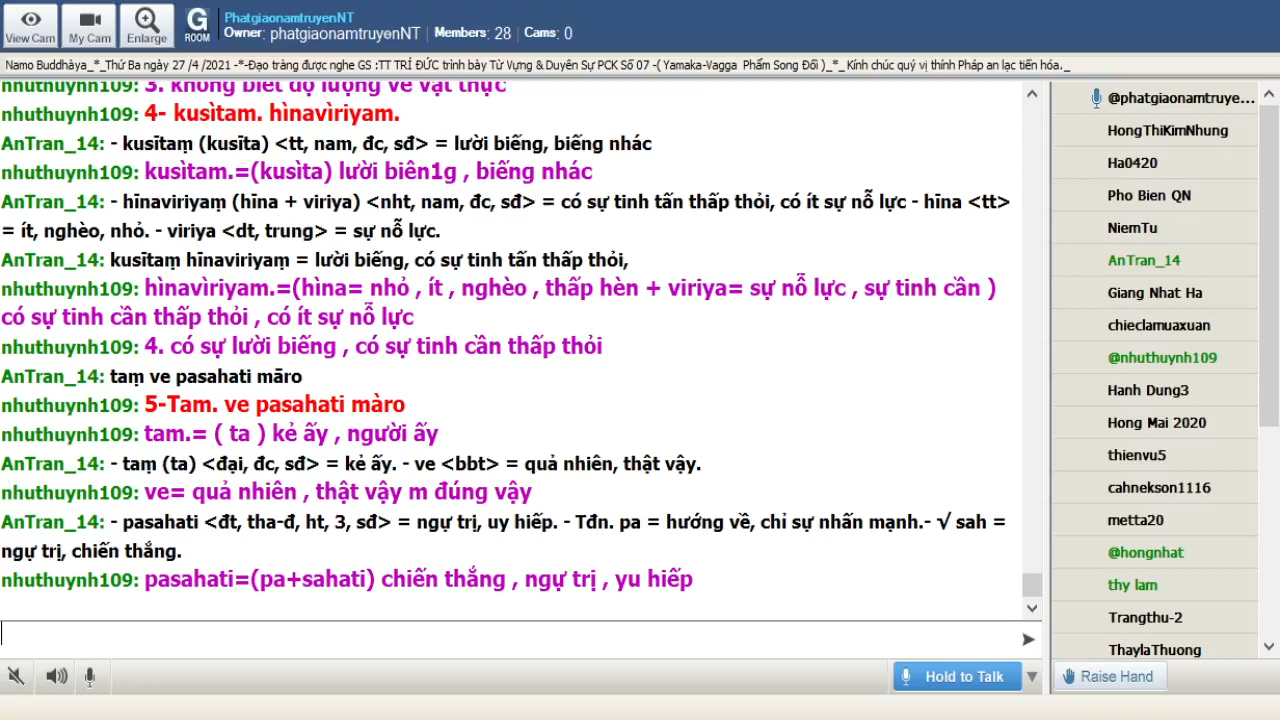 View Cam
My Cam
Enlarge
G
ROOM
PhatgiaonamtruyenNT
Owner: phatgiaonamtruyenNT | Members: 28 | Cams: 0
Namo Buddhàya_*_Thứ Ba ngày 27 /4 /2021 -*-Đạo tràng được nghe GS :TT TRÍ ĐỨC trình bày Từ Vựng & Duyên Sự PCK Số 07 -( Yamaka-Vagga Phẩm Song Đối )_*_ Kính chúc quý vị thính Pháp an lạc tiến hóa._
nhuthuynh109: 3. không biết độ lượng về vật thực
nhuthuynh109: 4- kusìtam. hìnavìriyam.
AnTran_14: - kusītaṃ (kusīta) <tt, nam, đc, sđ> = lười biếng, biếng nhác
nhuthuynh109: kusìtam.=(kusìta) lười biên1g , biếng nhác
AnTran_14: - hīnaviriyaṃ (hīna + viriya) <nht, nam, đc, sđ> = có sự tinh tấn thấp thỏi, có ít sự nỗ lực - hīna <tt>
= ít, nghèo, nhỏ. - viriya <dt, trung> = sự nỗ lực.
AnTran_14: kusītaṃ hīnaviriyaṃ = lười biếng, có sự tinh tấn thấp thỏi,
nhuthuynh109: hìnavìriyam.=(hìna= nhỏ , ít , nghèo , thấp hèn + viriya= sự nỗ lực , sự tinh cần )
có sự tinh cần thấp thỏi , có ít sự nỗ lực
nhuthuynh109: 4. có sự lười biếng , có sự tinh cần thấp thỏi
AnTran_14: taṃ ve pasahati māro
nhuthuynh109: 5-Tam. ve pasahati màro
nhuthuynh109: tam.= ( ta ) kẻ ấy , người ấy
AnTran_14: - taṃ (ta) <đại, đc, sđ> = kẻ ấy. - ve <bbt> = quả nhiên, thật vậy.
nhuthuynh109: ve= quả nhiên , thật vậy m đúng vậy
AnTran_14: - pasahati <đt, tha-đ, ht, 3, sđ> = ngự trị, uy hiếp. - Tđn. pa = hướng về, chỉ sự nhấn mạnh.- √ sah =
ngự trị, chiến thắng.
nhuthuynh109: pasahati=(pa+sahati) chiến thắng , ngự trị , yu hiếp
@phatgiaonamtruye...
HongThiKimNhung
Ha0420
Pho Bien QN
NiemTu
AnTran_14
Giang Nhat Ha
chieclamuaxuan
@nhuthuynh109
Hanh Dung3
Hong Mai 2020
thienvu5
cahnekson1116
metta20
@hongnhat
thy lam
Trangthu-2
ThaylaThuong
Hold to Talk
Raise Hand